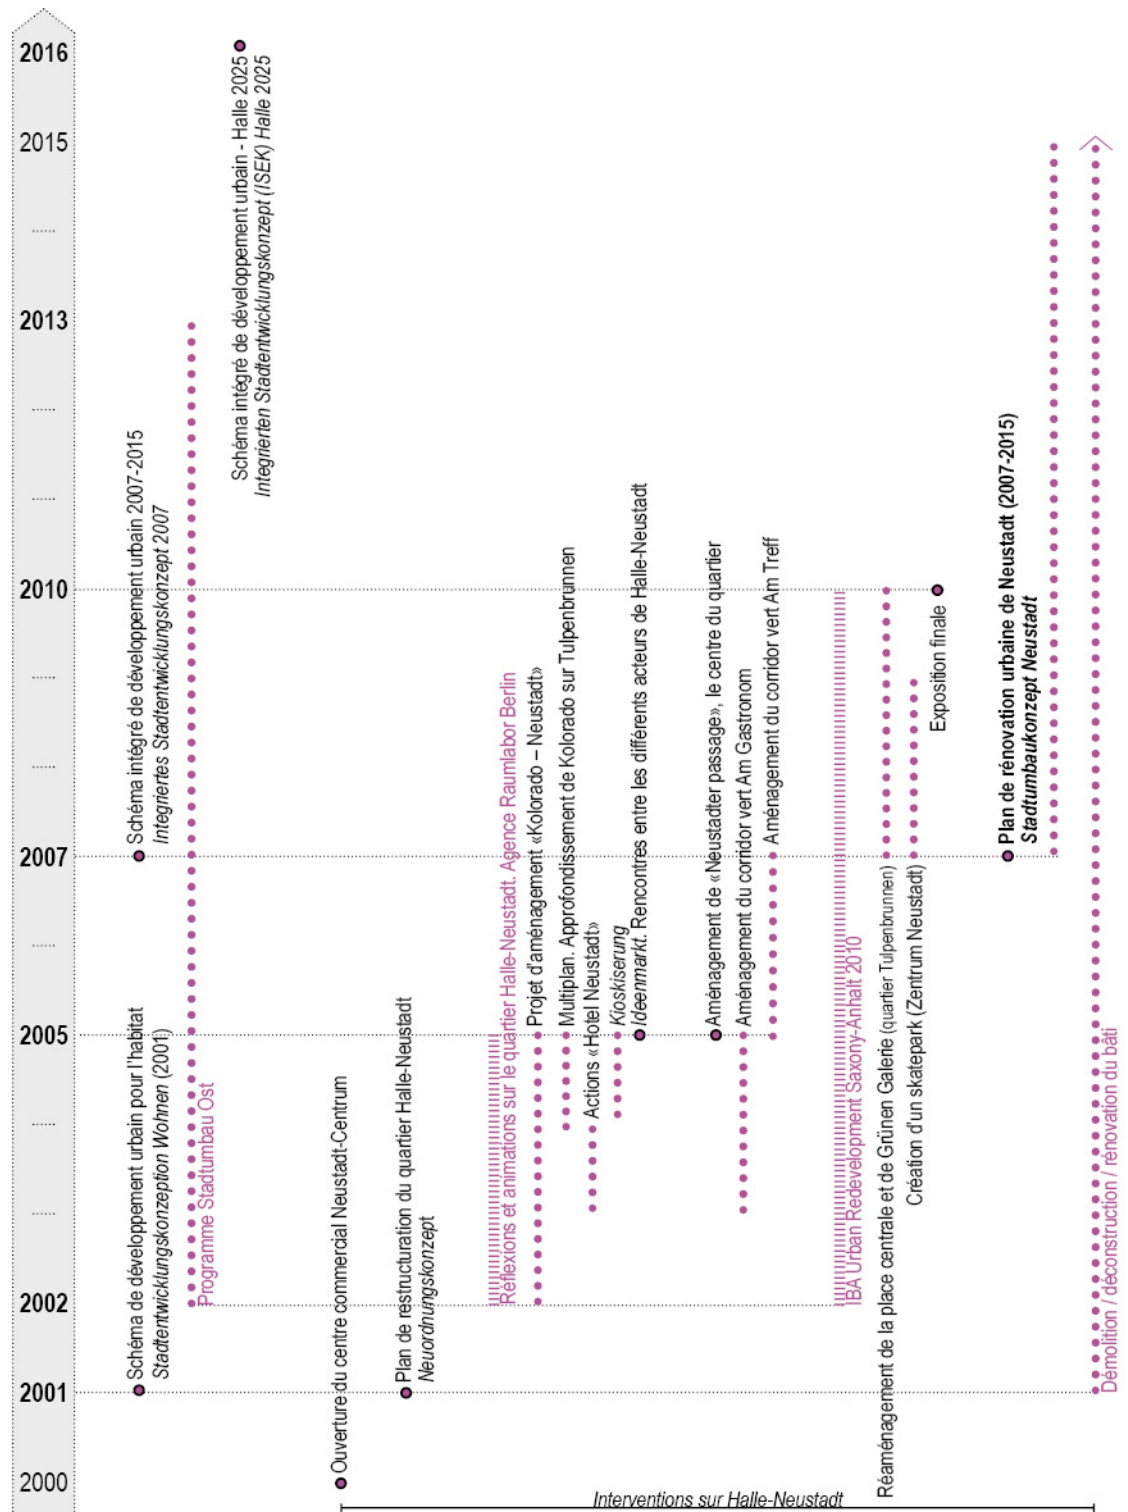 2016
2015
2013
2010
2007
2005
2002
2001
2000
Schéma de développement urbain pour l'habitat
Stadtentwicklungskonzeption Wohnen (2001)
Schéma intégré de développement urbain 2007-2015
Integriertes Stadtentwicklungskonzept 2007
Programme Stadtumbau Ost
Schéma intégré de développement urbain - Halle 2025
Integrierten Stadtentwicklungskonzept (ISEK) Halle 2025
Ouverture du centre commercial Neustadt-Centrum
Plan de restructuration du quartier Halle-Neustadt
Neuordnungskonzept
Réflexions et animations sur le quartier Halle-Neustadt. Agence Raumlabor Berlin
Projet d'aménagement «Kolorado – Neustadt»
Multiplan. Approfondissement de Kolorado sur Tulpenbrunnen
Actions «Hotel Neustadt»
Kioskiserung
Ideenmarkt. Rencontres entre les différents acteurs de Halle-Neustadt
Aménagement de «Neustadter passage», le centre du quartier
Aménagement du corridor vert Am Gastronom
Aménagement du corridor vert Am Treff
IBA Urban Redevelopment Saxony-Anhalt 2010
Réaménagement de la place centrale et de Grünen Galerie (quartier Tulpenbrunnen)
Création d'un skatepark (Zentrum Neustadt)
Exposition finale
Plan de rénovation urbaine de Neustadt (2007-2015)
Stadtumbaukonzept Neustadt
Démolition / déconstruction / rénovation du bâti
Interventions sur Halle-Neustadt